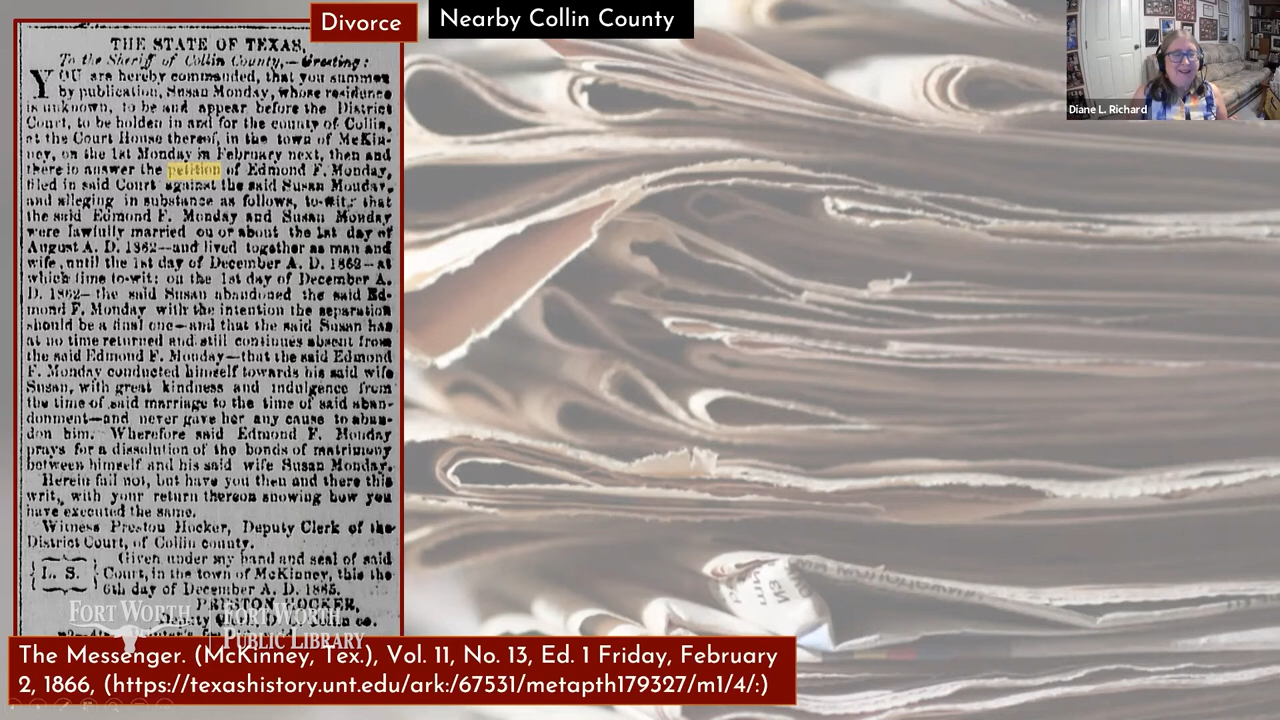 Divorce
Nearby Collin County
Diane L. Richard
THE STATE OF TEXAS,
To the Sheriff of Collin County,—Greeting:
YOU are hereby commanded, that you summon
by publication, Susan Monday, whose residence
is unknown, to be and appear before the District
Court, to be holden in and for the county of Collin,
at the Court House thereof, in the town of McKin-
ney, on the 1st Monday in February next, then and
there to answer the petition of Edmond F. Monday,
filed in said Court against the said Susan Monday,
and alleging in substance as follows, to-wit: that
the said Edmond F. Monday and Susan Monday
were lawfully married on or about the 1st day of
August A. D. 1862—and lived together as man and
wife, until the 1st day of December A. D. 1862—at
which time to-wit: on the 1st day of December A.
D. 1862—the said Susan abandoned the said Ed-
mond F. Monday with the intention the separation
should be a final one—and that the said Susan has
at no time returned and still continues absent from
the said Edmond F. Monday—that the said Edmond
F. Monday conducted himself towards his said wife
Susan, with great kindness and indulgence from
the time of said marriage to the time of said aban-
donment—and never gave her any cause to aban-
don him. Wherefore said Edmond F. Monday
prays for a dissolution of the bonds of matrimony
between himself and his said wife Susan Monday.
Herein fail not, but have you then and there this
writ, with your return thereon showing how you
have executed the same.
Witness Preston Hocker, Deputy Clerk of the
District Court, of Collin county.
Given under my hand and seal of said
L. S. Court, in the town of McKinney, this the
6th day of December A. D. 1865.
PRESTON HOCKER,
Collin co.
FORT WORTH
FORT WORTH
PUBLIC LIBRARY
The Messenger. (McKinney, Tex.), Vol. 11, No. 13, Ed. 1 Friday, February
2, 1866, (https://texashistory.unt.edu/ark:/67531/metapth179327/m1/4/:)